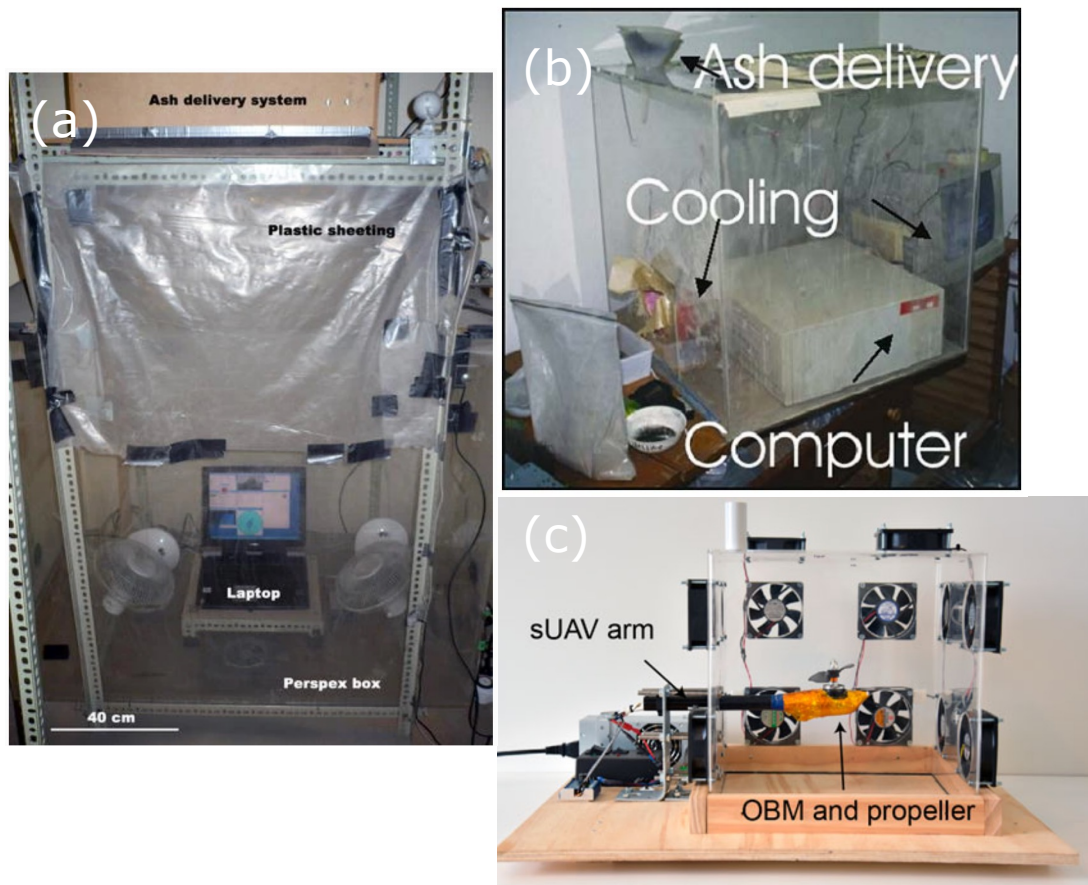 (a)
Ash delivery system
Plastic sheeting
Laptop
Perspex box
40 cm
(b)
Ash delivery
Cooling
Computer
(c)
sUAV arm
OBM and propeller